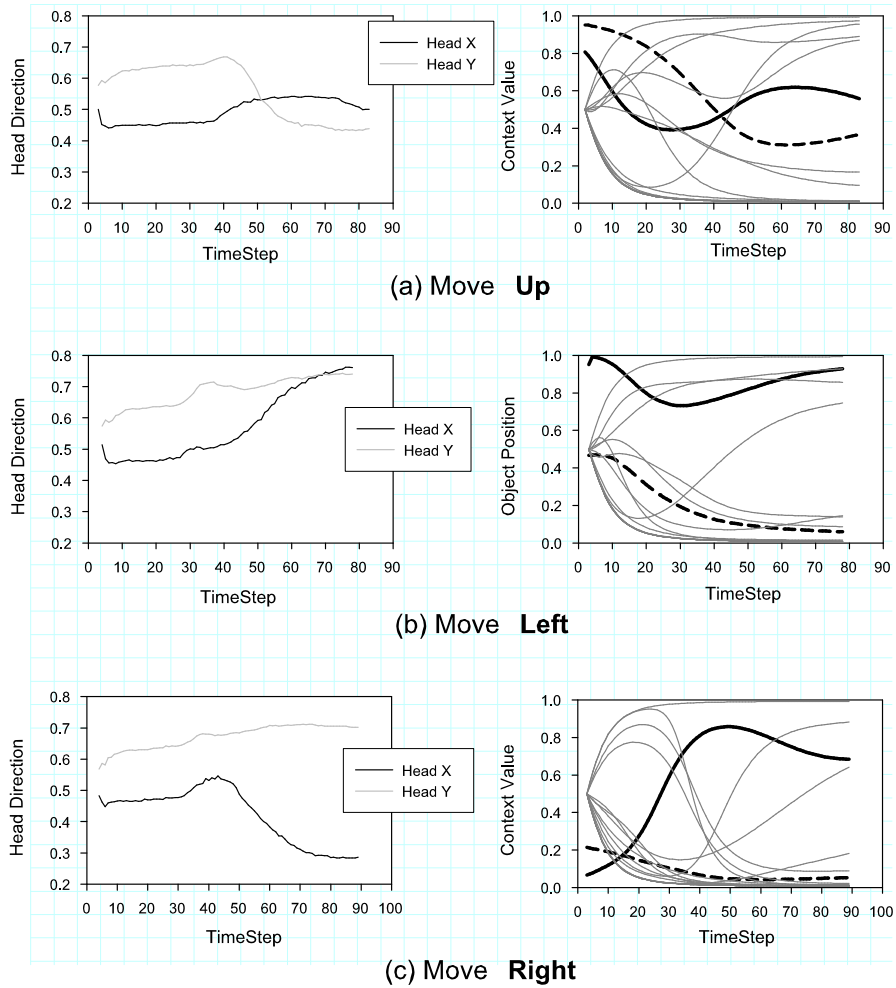 Head Direction
0.8
0.7
0.6
0.5
0.4
0.3
0.2
0 10 20 30 40 50 60 70 80 90
TimeStep
Head X
Head Y
Context Value
1.0
0.8
0.6
0.4
0.2
0.0
0 10 20 30 40 50 60 70 80 90
TimeStep
(a) Move Up
Head Direction
0.8
0.7
0.6
0.5
0.4
0.3
0.2
0 10 20 30 40 50 60 70 80 90
TimeStep
Head X
Head Y
Object Position
1.0
0.8
0.6
0.4
0.2
0.0
0 10 20 30 40 50 60 70 80 90
TimeStep
(b) Move Left
Head Direction
0.8
0.7
0.6
0.5
0.4
0.3
0.2
0 10 20 30 40 50 60 70 80 90 100
TimeStep
Head X
Head Y
Context Value
1.0
0.8
0.6
0.4
0.2
0.0
0 10 20 30 40 50 60 70 80 90 100
TimeStep
(c) Move Right